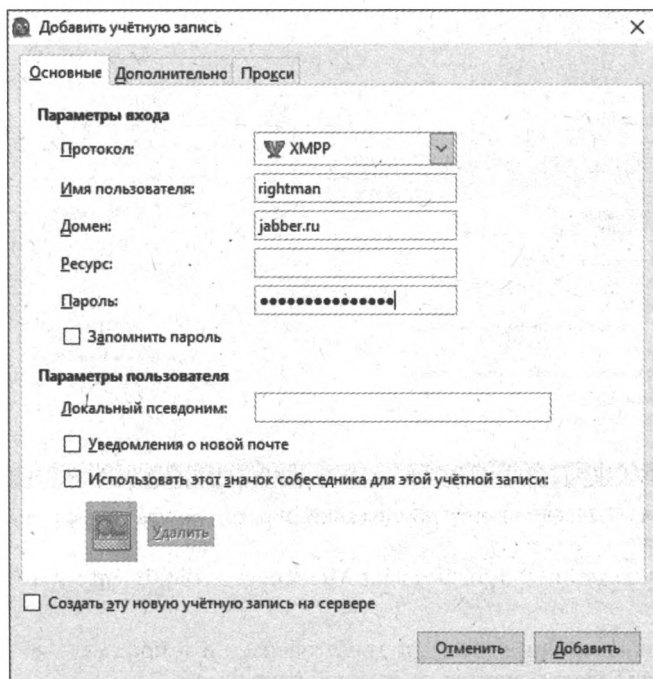 Добавить учётную запись
Основные Дополнительно Прокси
Параметры входа
Протокол: XMPP
Имя пользователя: rightman
Домен: jabber.ru
Ресурс:
Пароль: •••••••••••••••
Запомнить пароль
Параметры пользователя
Локальный псевдоним:
Уведомления о новой почте
Использовать этот значок собеседника для этой учётной записи:
Удалить
Создать эту новую учётную запись на сервере
Отменить Добавить